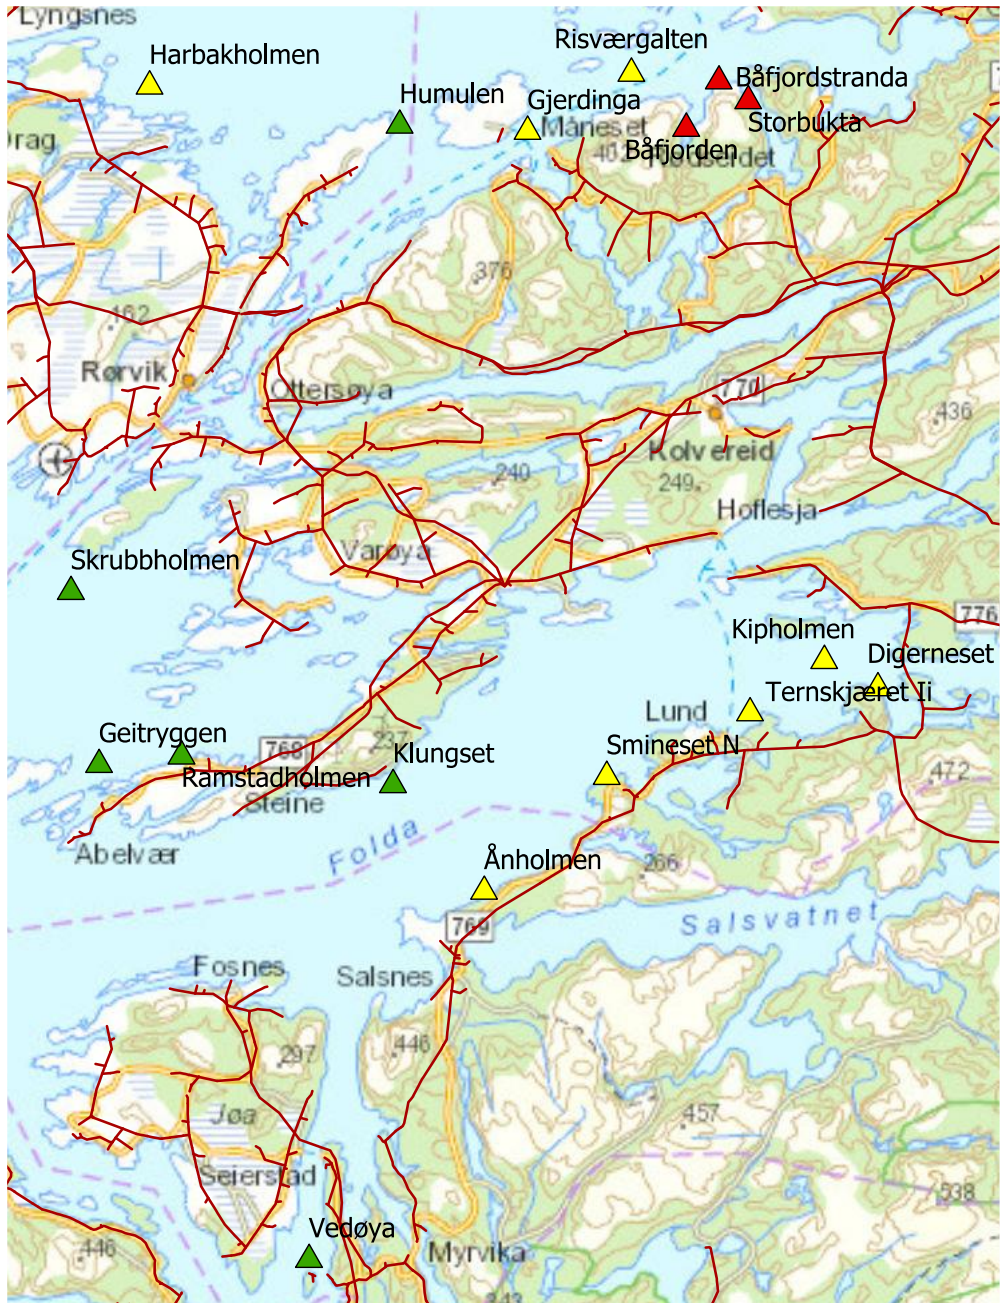 Lyngsnes
Risværgalten
Harbakholmen
Båfjordstranda
Humulen
Gjerdinga
Storbukta
Måneset
Drag
Båfjorden
376
162
Rørvik
Ottersøya
770
436
Kolvereid
240
249
Hoflesja
Varøya
Skrubbholmen
776
Kipholmen
Digerneset
Ternskjæret Ii
Lund
Geitryggen
768
237
Klungset
Smineset N
Ramstadholmen
472
Steine
Folda
Abelvær
Ånholmen
266
Salsvatnet
769
Fosnes
Salsnes
297
446
Jøa
457
Seierstad
538
Vedøya
446
Myrvika